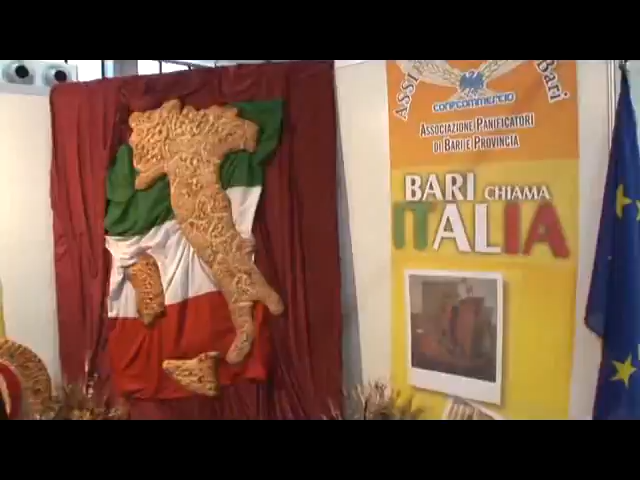 Bari
CONFCOMMERCIO
ASSOCIAZIONE PANIFICATORI
DI BARI E PROVINCIA
BARI CHIAMA
ITALIA